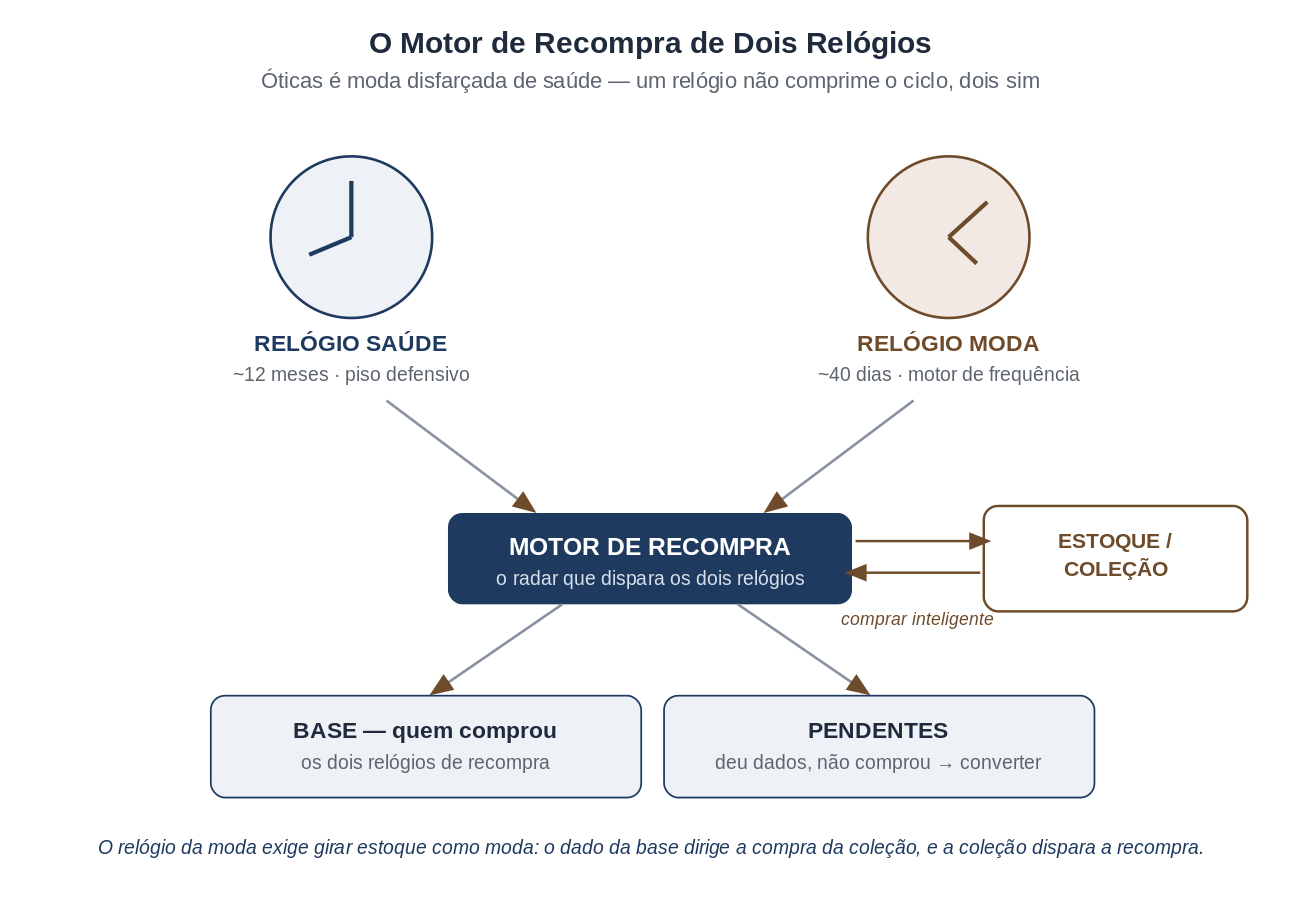 O Motor de Recompra de Dois Relógios
Óticas é moda disfarçada de saúde — um relógio não comprime o ciclo, dois sim
RELÓGIO SAÚDE
~12 meses · piso defensivo
RELÓGIO MODA
~40 dias · motor de frequência
MOTOR DE RECOMPRA
o radar que dispara os dois relógios
ESTOQUE /
COLEÇÃO
comprar inteligente
BASE — quem comprou
os dois relógios de recompra
PENDENTES
deu dados, não comprou → converter
O relógio da moda exige girar estoque como moda: o dado da base dirige a compra da coleção, e a coleção dispara a recompra.